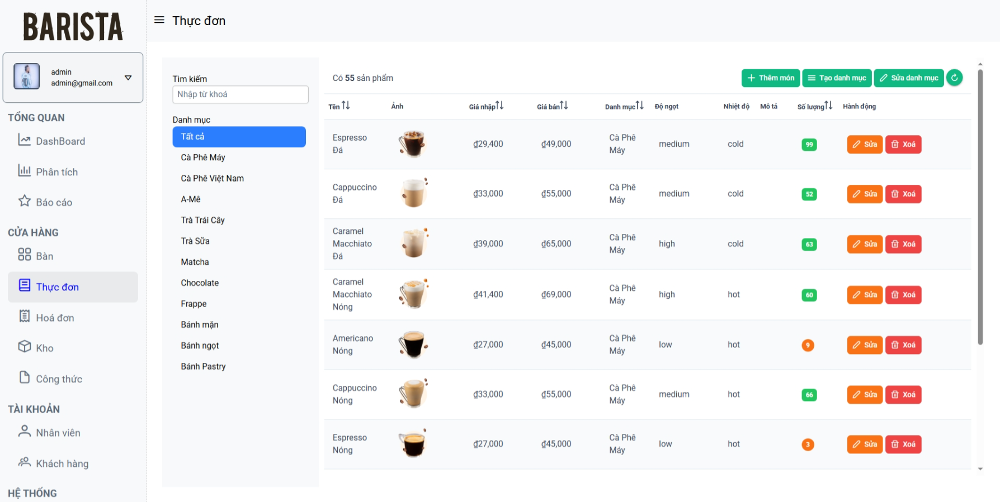 BARISTA
admin
admin@gmail.com
TỔNG QUAN
DashBoard
Phân tích
Báo cáo
CỬA HÀNG
Bàn
Thực đơn
Hoá đơn
Kho
Công thức
TÀI KHOẢN
Nhân viên
Khách hàng
HỆ THỐNG
Thực đơn
Tìm kiếm
Nhập từ khoá
Danh mục
Tất cả
Cà Phê Máy
Cà Phê Việt Nam
A-Mê
Trà Trái Cây
Trà Sữa
Matcha
Chocolate
Frappe
Bánh mặn
Bánh ngọt
Bánh Pastry
Có 55 sản phẩm
Thêm món Tạo danh mục Sửa danh mục
Tên Ảnh Giá nhập Giá bán Danh mục Độ ngọt Nhiệt độ Mô tả Số lượng Hành động
Espresso
Đá
₫29,400 ₫49,000
Cà Phê
Máy
medium cold 99 Sửa Xoá
Cappuccino
Đá
₫33,000 ₫55,000
Cà Phê
Máy
medium cold 52 Sửa Xoá
Caramel
Macchiato
Đá
₫39,000 ₫65,000
Cà Phê
Máy
high cold 63 Sửa Xoá
Caramel
Macchiato
Nóng
₫41,400 ₫69,000
Cà Phê
Máy
high hot 60 Sửa Xoá
Americano
Nóng
₫27,000 ₫45,000
Cà Phê
Máy
low hot 9 Sửa Xoá
Cappuccino
Nóng
₫33,000 ₫55,000
Cà Phê
Máy
medium hot 66 Sửa Xoá
Espresso
Nóng
₫27,000 ₫45,000
Cà Phê
Máy
low hot 3 Sửa Xoá